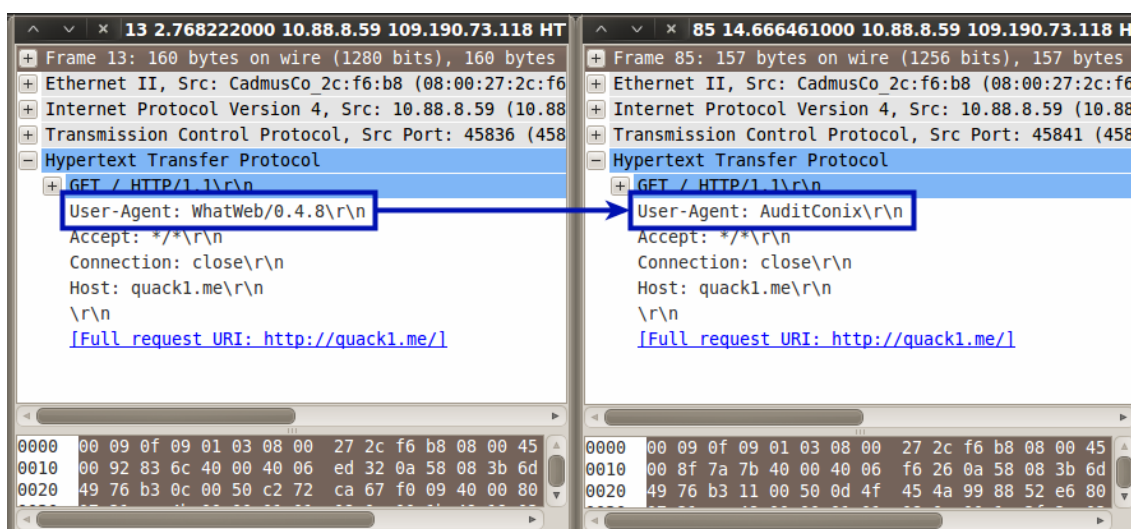 13 2.768222000 10.88.8.59 109.190.73.118 HT
Frame 13: 160 bytes on wire (1280 bits), 160 bytes
Ethernet II, Src: CadmusCo_2c:f6:b8 (08:00:27:2c:f6
Internet Protocol Version 4, Src: 10.88.8.59 (10.88
Transmission Control Protocol, Src Port: 45836 (458
Hypertext Transfer Protocol
GET / HTTP/1.1\r\n
User-Agent: WhatWeb/0.4.8\r\n
Accept: */*\r\n
Connection: close\r\n
Host: quack1.me\r\n
\r\n
[Full request URI: http://quack1.me/]
0000 00 09 0f 09 01 03 08 00 27 2c f6 b8 08 00 45
0010 00 92 83 6c 40 00 40 06 ed 32 0a 58 08 3b 6d
0020 49 76 b3 0c 00 50 c2 72 ca 67 f0 09 40 00 80
85 14.666461000 10.88.8.59 109.190.73.118 H
Frame 85: 157 bytes on wire (1256 bits), 157 bytes
Ethernet II, Src: CadmusCo_2c:f6:b8 (08:00:27:2c:f6
Internet Protocol Version 4, Src: 10.88.8.59 (10.88
Transmission Control Protocol, Src Port: 45841 (458
Hypertext Transfer Protocol
GET / HTTP/1.1\r\n
User-Agent: AuditConix\r\n
Accept: */*\r\n
Connection: close\r\n
Host: quack1.me\r\n
\r\n
[Full request URI: http://quack1.me/]
0000 00 09 0f 09 01 03 08 00 27 2c f6 b8 08 00 45
0010 00 8f 7a 7b 40 00 40 06 f6 26 0a 58 08 3b 6d
0020 49 76 b3 11 00 50 0d 4f 45 4a 99 88 52 e6 80